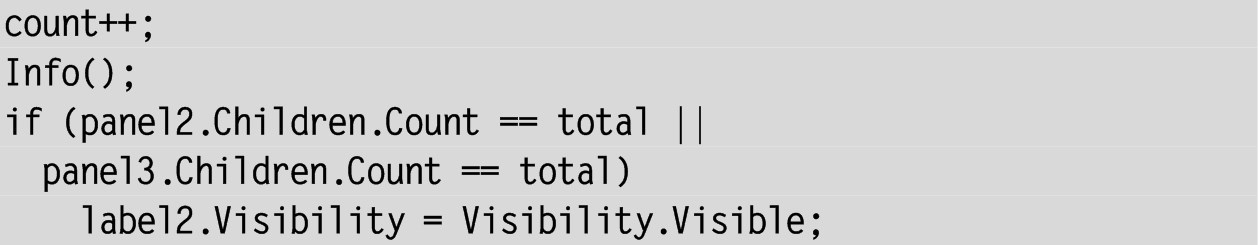 count++;
Info();
if (panel2.Children.Count == total ||
  panel3.Children.Count == total)
    label2.Visibility = Visibility.Visible;